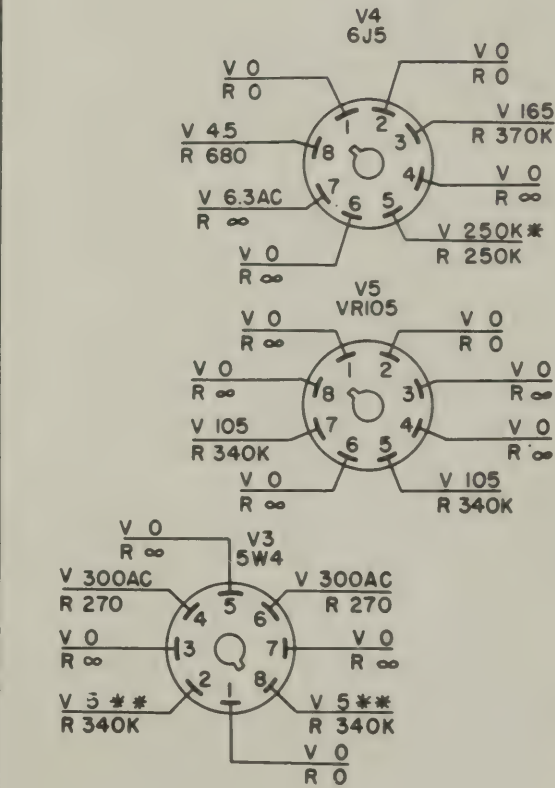 V4
6J5
V 0
R 0
V 0
R 0
V 165
R 370K
V 45
R 680
V 0
R ∞
V 6.3AC
R ∞
V 250K*
R 250K
V 0
R ∞
1 2 3 4 5 6 7 8
V5
VR105
V 0
R ∞
V 0
R 0
V 0
R ∞
V 0
R ∞
V 105
R 340K
V 0
R ∞
V 0
R ∞
V 105
R 340K
1 2 3 4 5 6 7 8
V3
5W4
V 0
R ∞
V 300AC
R 270
V 300AC
R 270
V 0
R ∞
V 0
R ∞
V 5 **
R 340K
V 5 **
R 340K
V 0
R 0
1 2 3 4 5 6 7 8